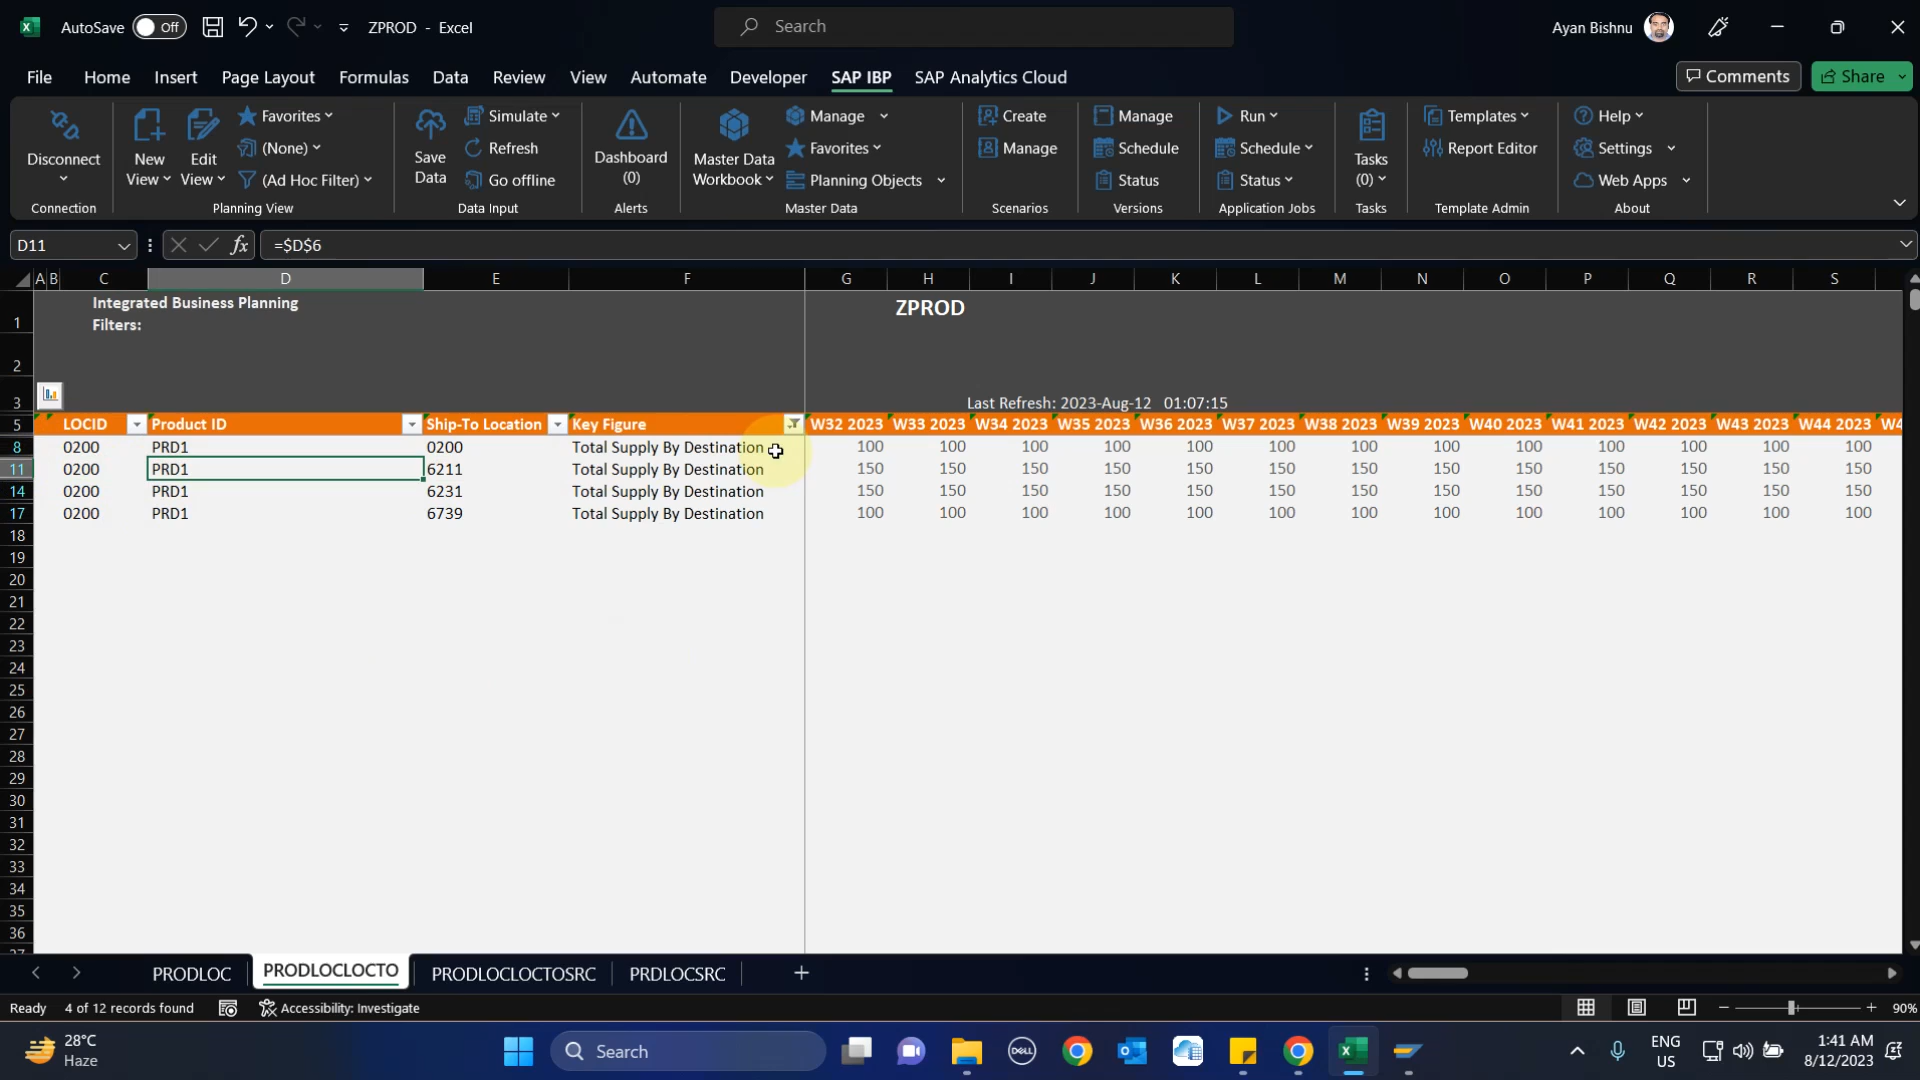 AutoSave Off ZPROD - Excel Search Ayan Bishnu
File Home Insert Page Layout Formulas Data Review View Automate Developer SAP IBP SAP Analytics Cloud Comments Share
Disconnect
Connection
New View
Edit View
Favorites
(None)
(Ad Hoc Filter)
Planning View
Save Data
Simulate
Refresh
Go offline
Data Input
Dashboard (0)
Alerts
Master Data Workbook
Manage
Favorites
Planning Objects
Master Data
Create
Manage
Scenarios
Manage
Schedule
Status
Versions
Run
Schedule
Status
Application Jobs
Tasks (0)
Tasks
Templates
Report Editor
Template Admin
Help
Settings
Web Apps
About
D11 fx =$D$6
A B C D E F G H I J K L M N O P Q R S
Integrated Business Planning
Filters:
ZPROD
1
2
3 Last Refresh: 2023-Aug-12 01:07:15
5 LOCID Product ID Ship-To Location Key Figure W32 2023 W33 2023 W34 2023 W35 2023 W36 2023 W37 2023 W38 2023 W39 2023 W40 2023 W41 2023 W42 2023 W43 2023 W44 2023 W4
8 0200 PRD1 0200 Total Supply By Destination 100 100 100 100 100 100 100 100 100 100 100 100 100
11 0200 PRD1 6211 Total Supply By Destination 150 150 150 150 150 150 150 150 150 150 150 150 150
14 0200 PRD1 6231 Total Supply By Destination 150 150 150 150 150 150 150 150 150 150 150 150 150
17 0200 PRD1 6739 Total Supply By Destination 100 100 100 100 100 100 100 100 100 100 100 100 100
18
19
20
21
22
23
24
25
26
27
28
29
30
31
32
33
34
35
36
37
PRODLOC PRODLOCLOCTO PRODLOCLOCTOSRC PRDLOCSRC
Ready 4 of 12 records found Accessibility: Investigate 90%
28°C
Haze
Search
DELL
ENG
US
1:41 AM
8/12/2023